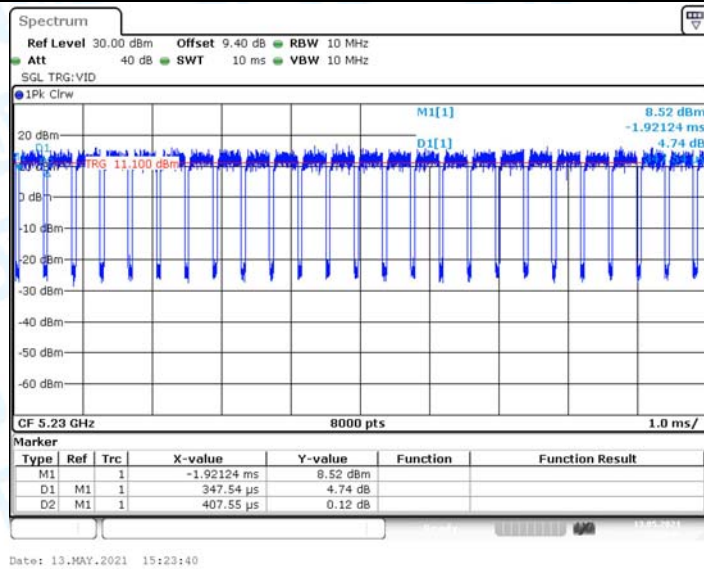 Spectrum
Ref Level 30.00 dBm Offset 9.40 dB RBW 10 MHz
Att 40 dB SWT 10 ms VBW 10 MHz
SGL TRG:VID
1Pk Clrw
M1[1] 8.52 dBm
-1.92124 ms
20 dBm
D1 D1[1] 4.74 dB
TRG 11.100 dBm
0 dBm
-10 dBm
-20 dBm
-30 dBm
-40 dBm
-50 dBm
-60 dBm
CF 5.23 GHz 8000 pts 1.0 ms/
Marker
Type Ref Trc X-value Y-value Function Function Result
M1 1 -1.92124 ms 8.52 dBm
D1 M1 1 347.54 µs 4.74 dB
D2 M1 1 407.55 µs 0.12 dB
13.05.2021
Date: 13.MAY.2021 15:23:40